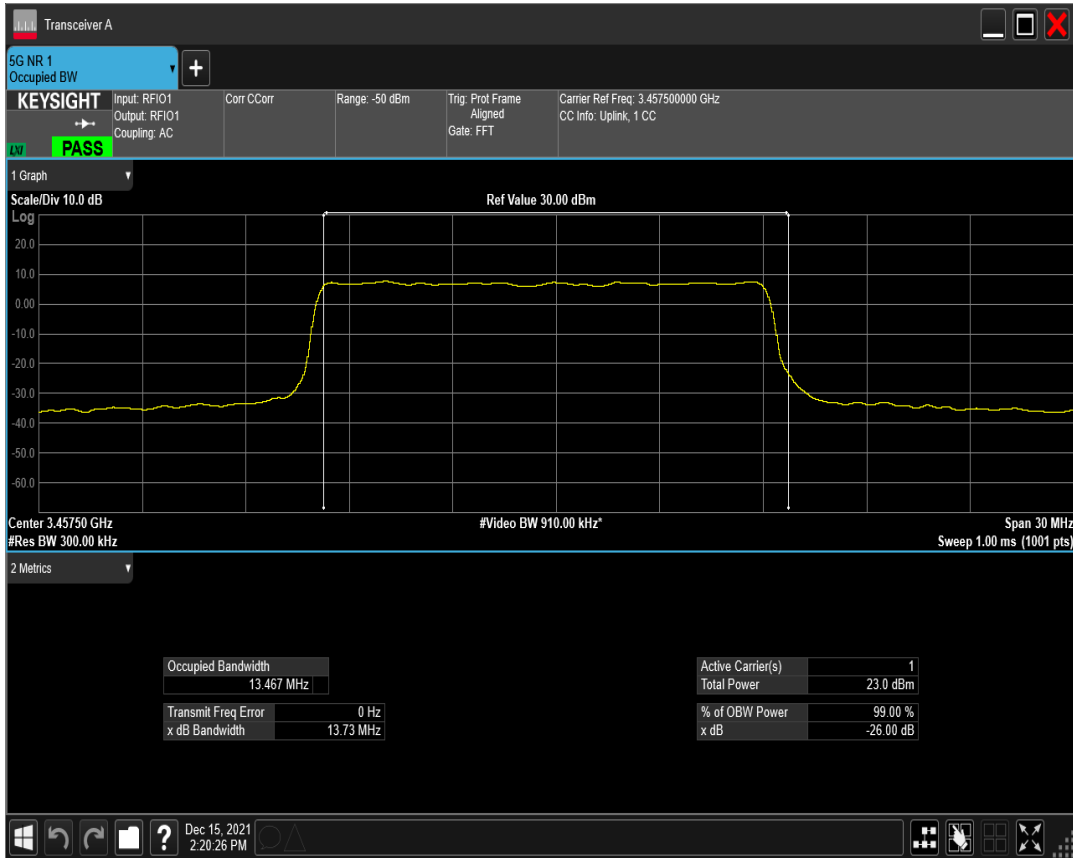 Transceiver A
5G NR 1
Occupied BW
+
KEYSIGHT
LXI
PASS
Input: RFIO1
Output: RFIO1
Coupling: AC
Corr CCorr
Range: -50 dBm
Trig: Prot Frame
Aligned
Gate: FFT
Carrier Ref Freq: 3.457500000 GHz
CC Info: Uplink, 1 CC
1 Graph
Scale/Div 10.0 dB
Ref Value 30.00 dBm
Log
20.0
10.0
0.00
-10.0
-20.0
-30.0
-40.0
-50.0
-60.0
Center 3.45750 GHz
#Video BW 910.00 kHz*
Span 30 MHz
#Res BW 300.00 kHz
Sweep 1.00 ms (1001 pts)
2 Metrics
Occupied Bandwidth
13.467 MHz
Transmit Freq Error 0 Hz
x dB Bandwidth 13.73 MHz
Active Carrier(s) 1
Total Power 23.0 dBm
% of OBW Power 99.00 %
x dB -26.00 dB
?
Dec 15, 2021
2:20:26 PM